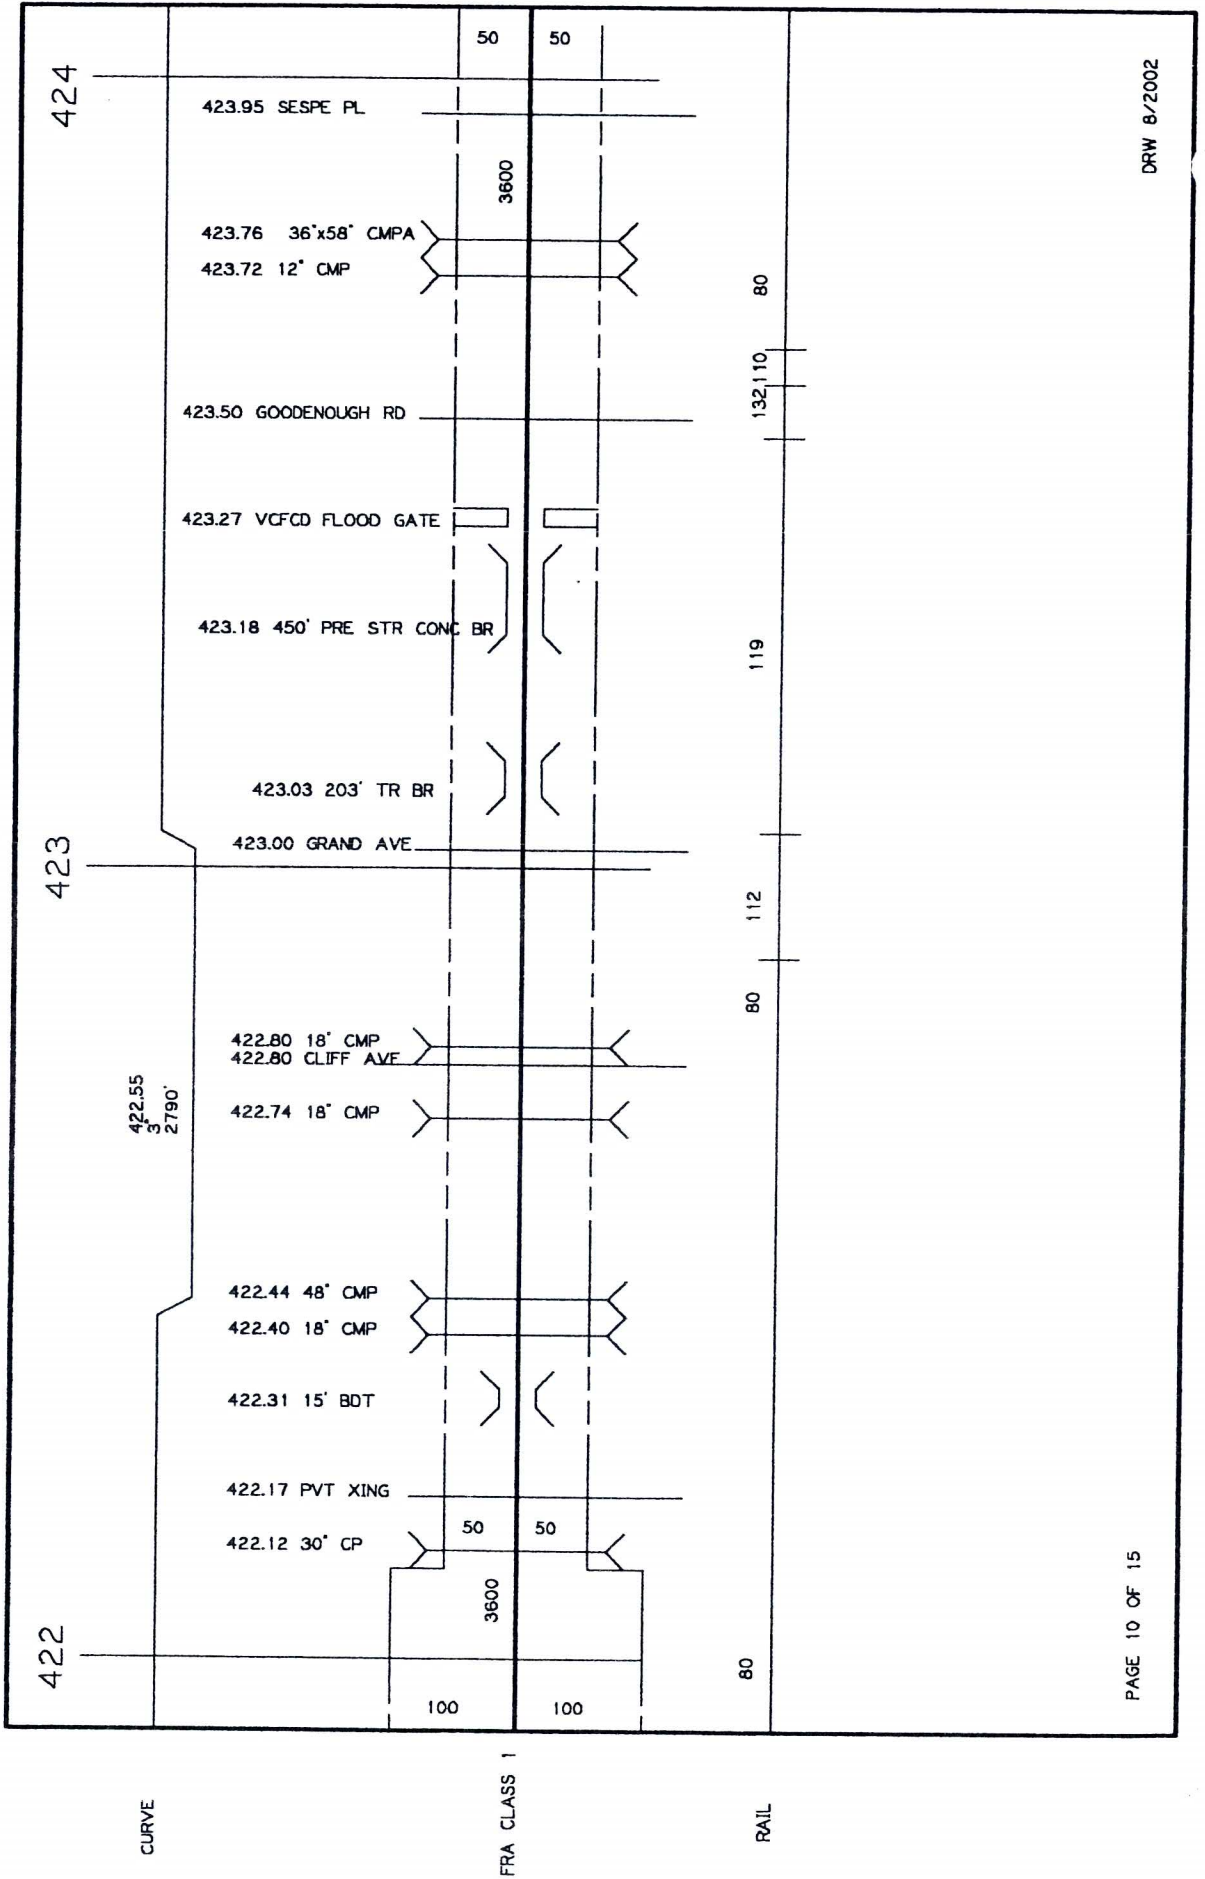 50 50
424
423.95 SESPE PL
3600
423.76 36"x58" CMPA
423.72 12" CMP
80
110
132
423.50 GOODENOUGH RD
423.27 VCFCD FLOOD GATE
423.18 450' PRE STR CONC BR
119
423.03 203' TR BR
423.00 GRAND AVE
423
112
80
422.80 18" CMP
422.80 CLIFF AVE
422.55
3°
2790'
422.74 18" CMP
422.44 48" CMP
422.40 18" CMP
422.31 15' BDT
422.17 PVT XING
50 50
422.12 30" CP
3600
422
80
100 100
CURVE
FRA CLASS 1
RAIL
DRW 8/2002
PAGE 10 OF 15